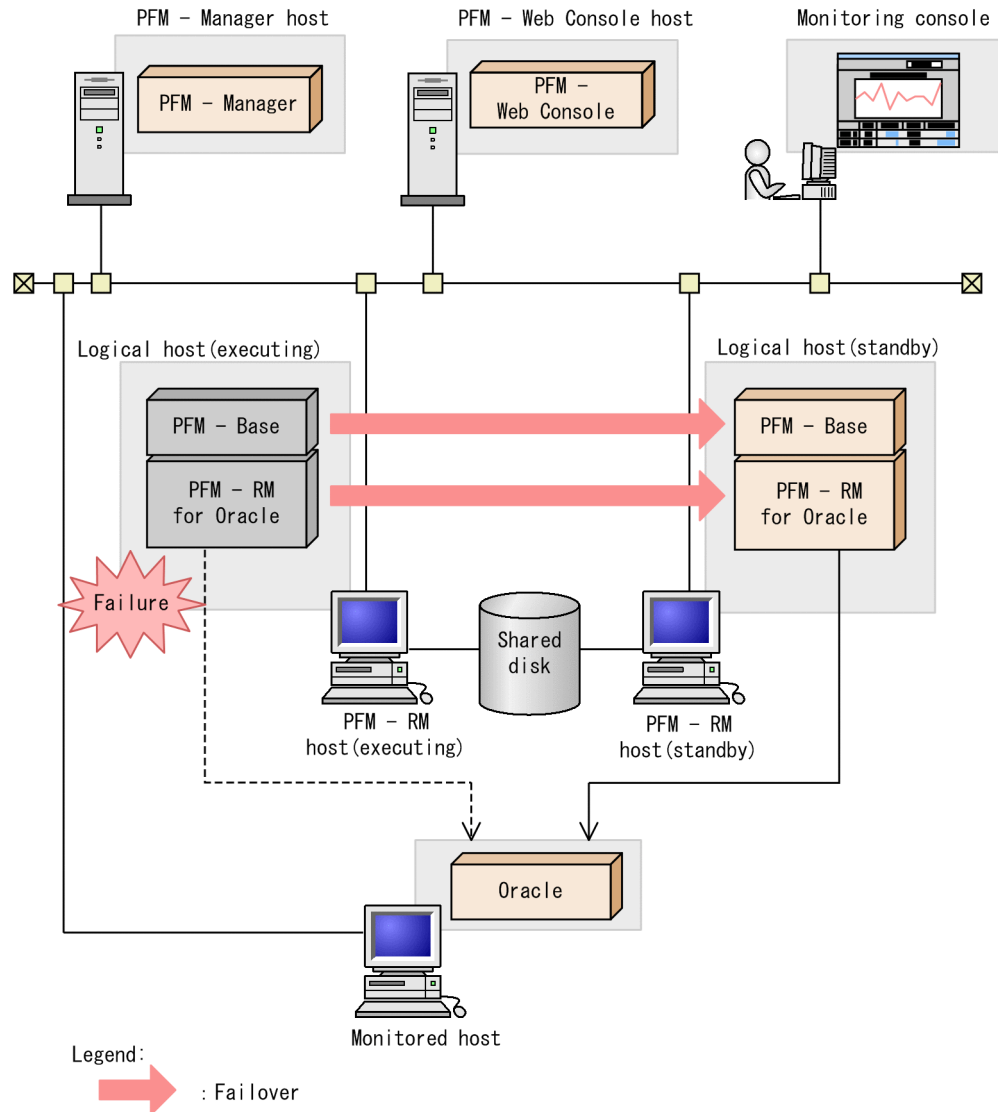 PFM - Manager host
PFM - Web Console host
Monitoring console
PFM - Manager
PFM -
Web Console
Logical host(executing)
Logical host(standby)
PFM - Base
PFM - Base
PFM - RM
for Oracle
PFM - RM
for Oracle
Failure
Shared
disk
PFM - RM
host(executing)
PFM - RM
host(standby)
Oracle
Monitored host
Legend:
: Failover